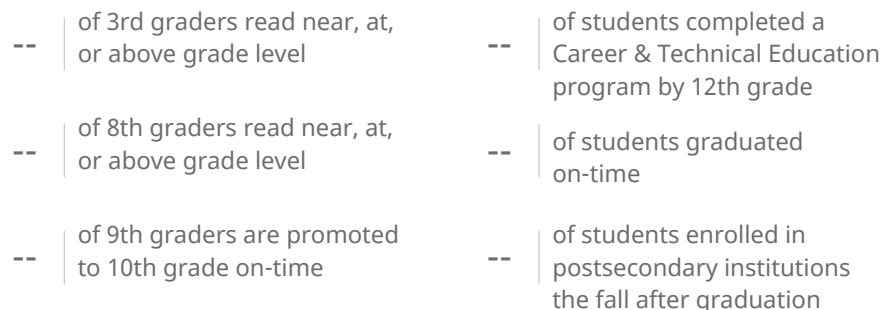 --
of 3rd graders read near, at,
or above grade level
--
of 8th graders read near, at,
or above grade level
--
of 9th graders are promoted
to 10th grade on-time
--
of students completed a
Career & Technical Education
program by 12th grade
--
of students graduated
on-time
--
of students enrolled in
postsecondary institutions
the fall after graduation